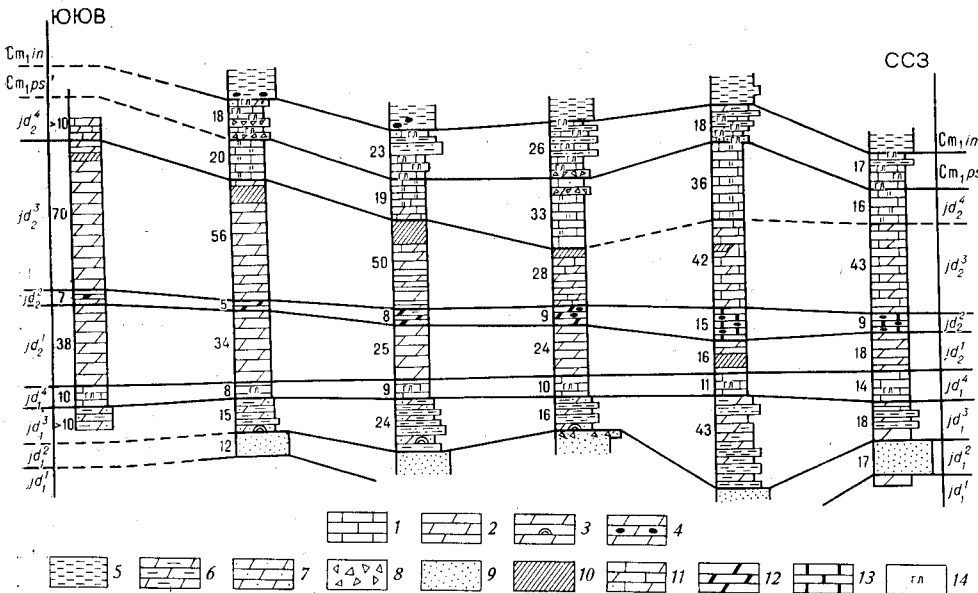 ЮЮВ
ССЗ
Єm₁in
Єm₁ps'
jd₂⁴
jd₂³
jd₂²
jd₂¹
jd₁⁴
jd₁³
jd₁²
jd₁¹
>10
70
7
38
10
>10
18
20
56
5
34
8
15
12
23
19
50
8
25
9
24
26
33
28
9
24
10
16
18
36
42
15
16
11
43
17
16
43
9
18
14
18
17
Єm₁in
Єm₁ps
jd₂⁴
jd₂³
jd₂²
jd₂¹
jd₁⁴
jd₁³
jd₁²
jd₁¹
1 2 3 4
5 6 7 8 9 10 11 12 13 гл 14